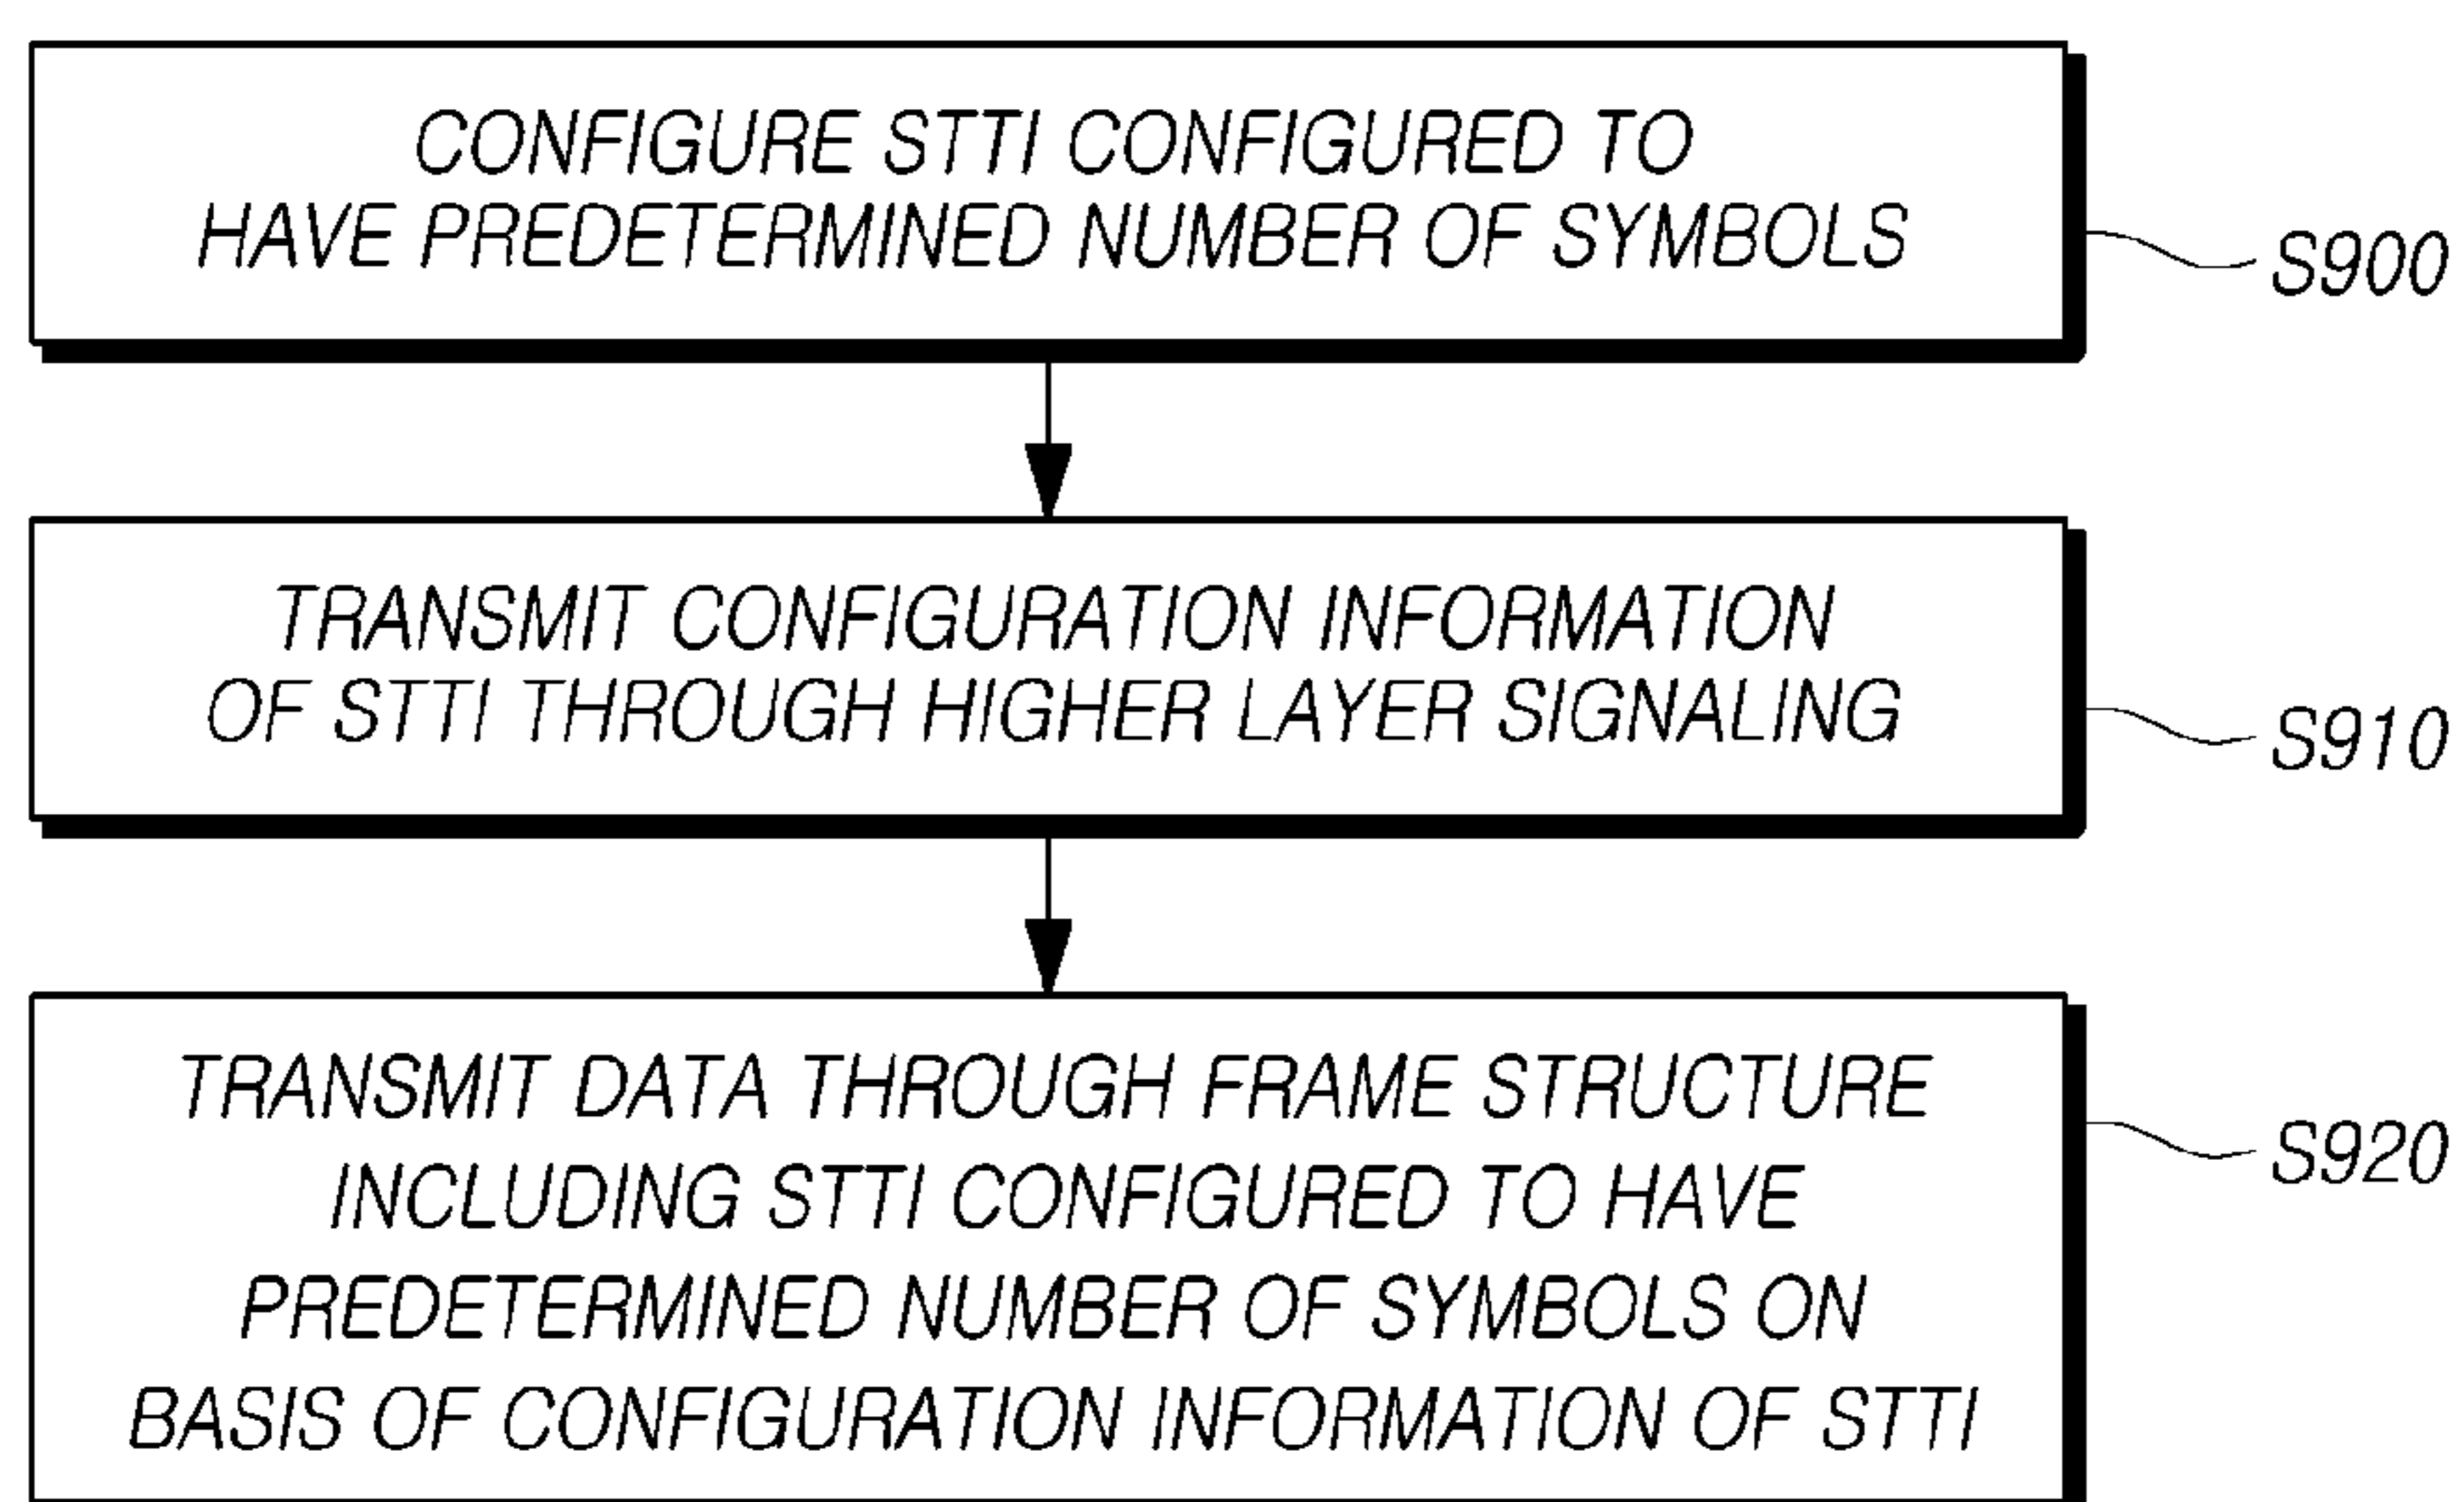 CONFIGURE STTI CONFIGURED TO
HAVE PREDETERMINED NUMBER OF SYMBOLS
S900
TRANSMIT CONFIGURATION INFORMATION
OF STTI THROUGH HIGHER LAYER SIGNALING
S910
TRANSMIT DATA THROUGH FRAME STRUCTURE
INCLUDING STTI CONFIGURED TO HAVE
PREDETERMINED NUMBER OF SYMBOLS ON
BASIS OF CONFIGURATION INFORMATION OF STTI
S920